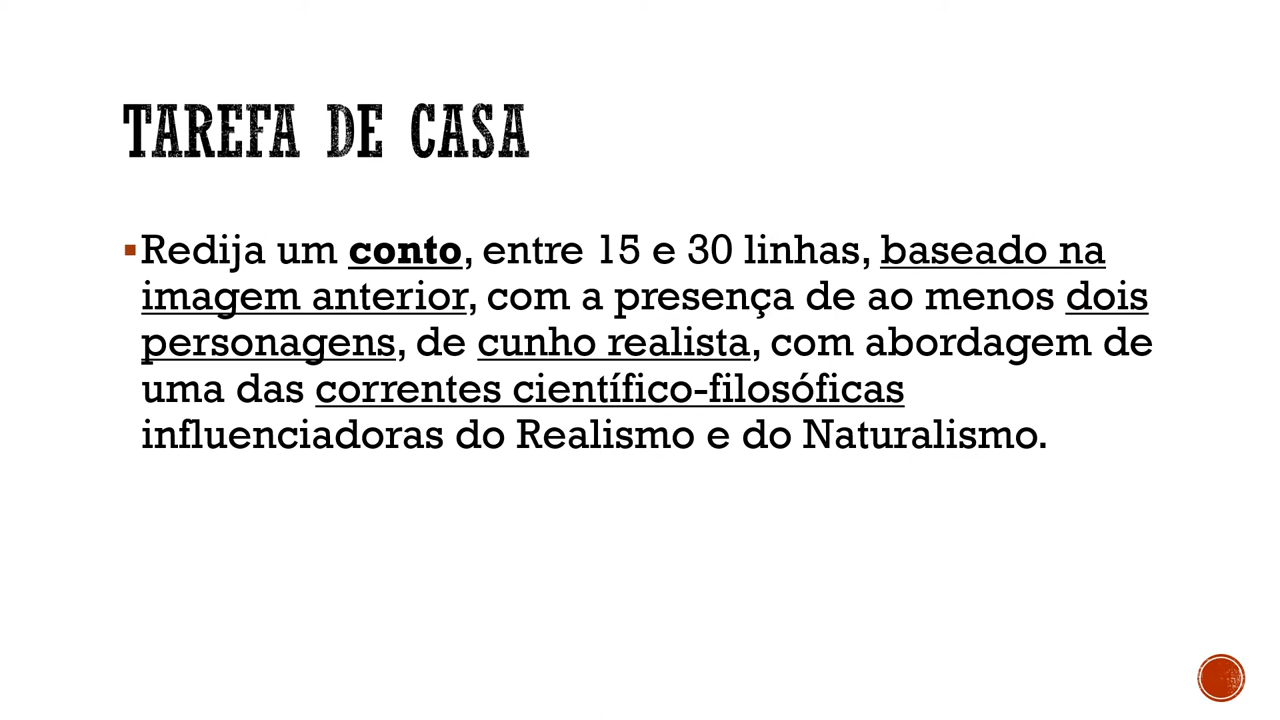 TAREFA DE CASA
▪Redija um conto, entre 15 e 30 linhas, baseado na
imagem anterior, com a presença de ao menos dois
personagens, de cunho realista, com abordagem de
uma das correntes científico-filosóficas
influenciadoras do Realismo e do Naturalismo.